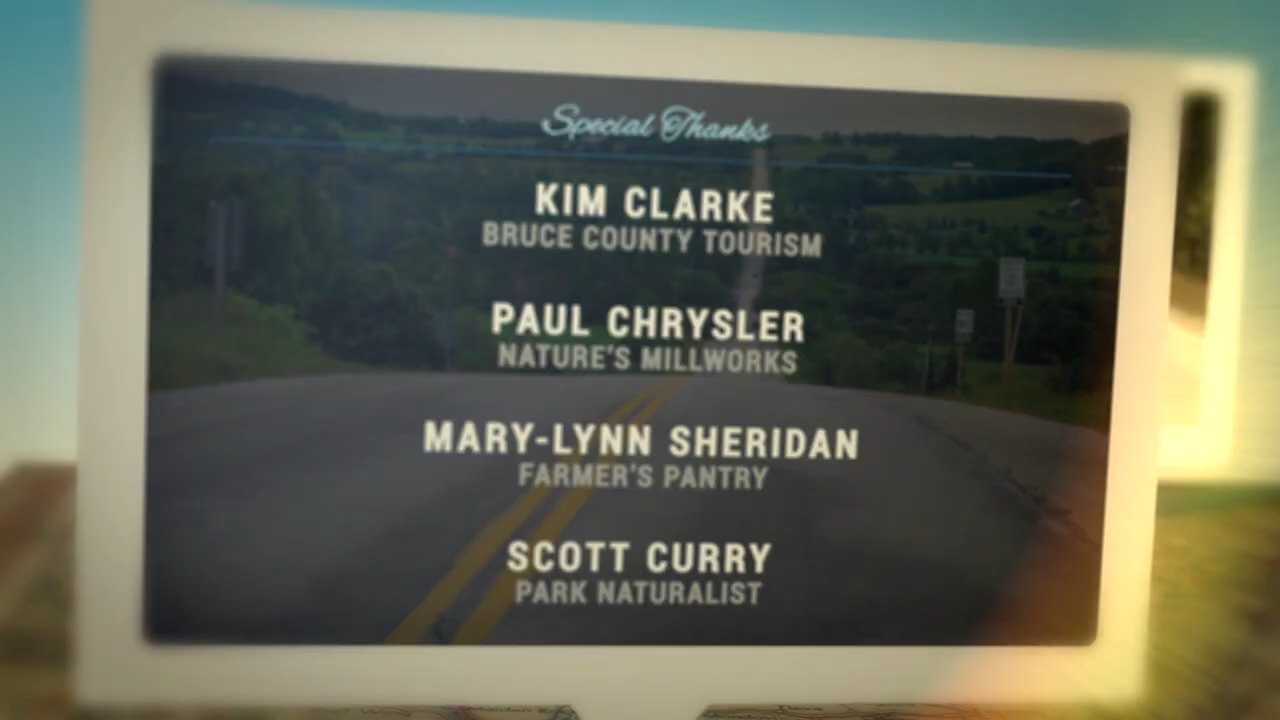 Special Thanks
KIM CLARKE
BRUCE COUNTY TOURISM
PAUL CHRYSLER
NATURE'S MILLWORKS
MARY-LYNN SHERIDAN
FARMER'S PANTRY
SCOTT CURRY
PARK NATURALIST